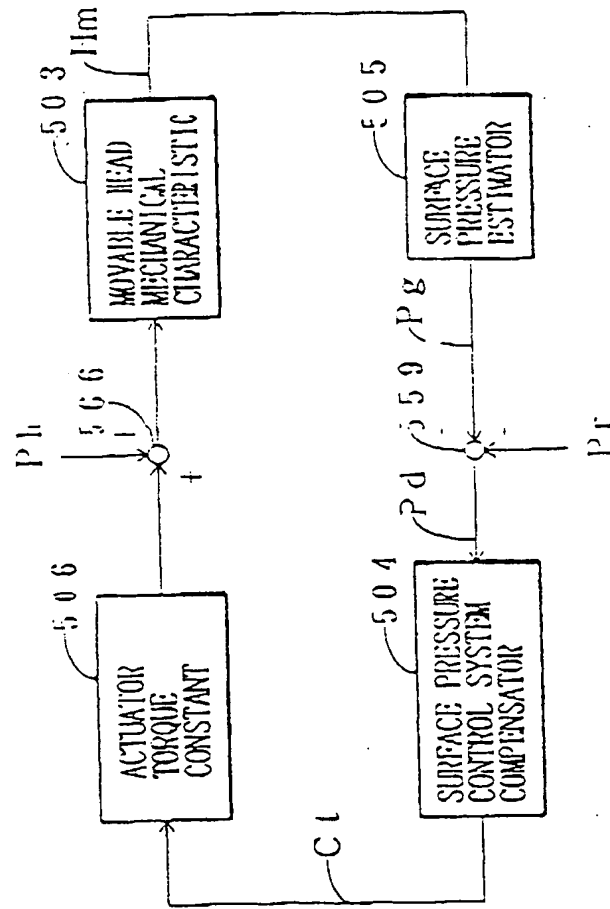 Ph
506
566
503
Hm
+
+
ACTUATOR
TORQUE
CONSTANT
MOVABLE HEAD
MECHANICAL
CHARACTERISTIC
Ct
504
Pd
559
Pg
505
SURFACE PRESSURE
CONTROL SYSTEM
COMPENSATOR
SURFACE
PRESSURE
ESTIMATOR
Pr